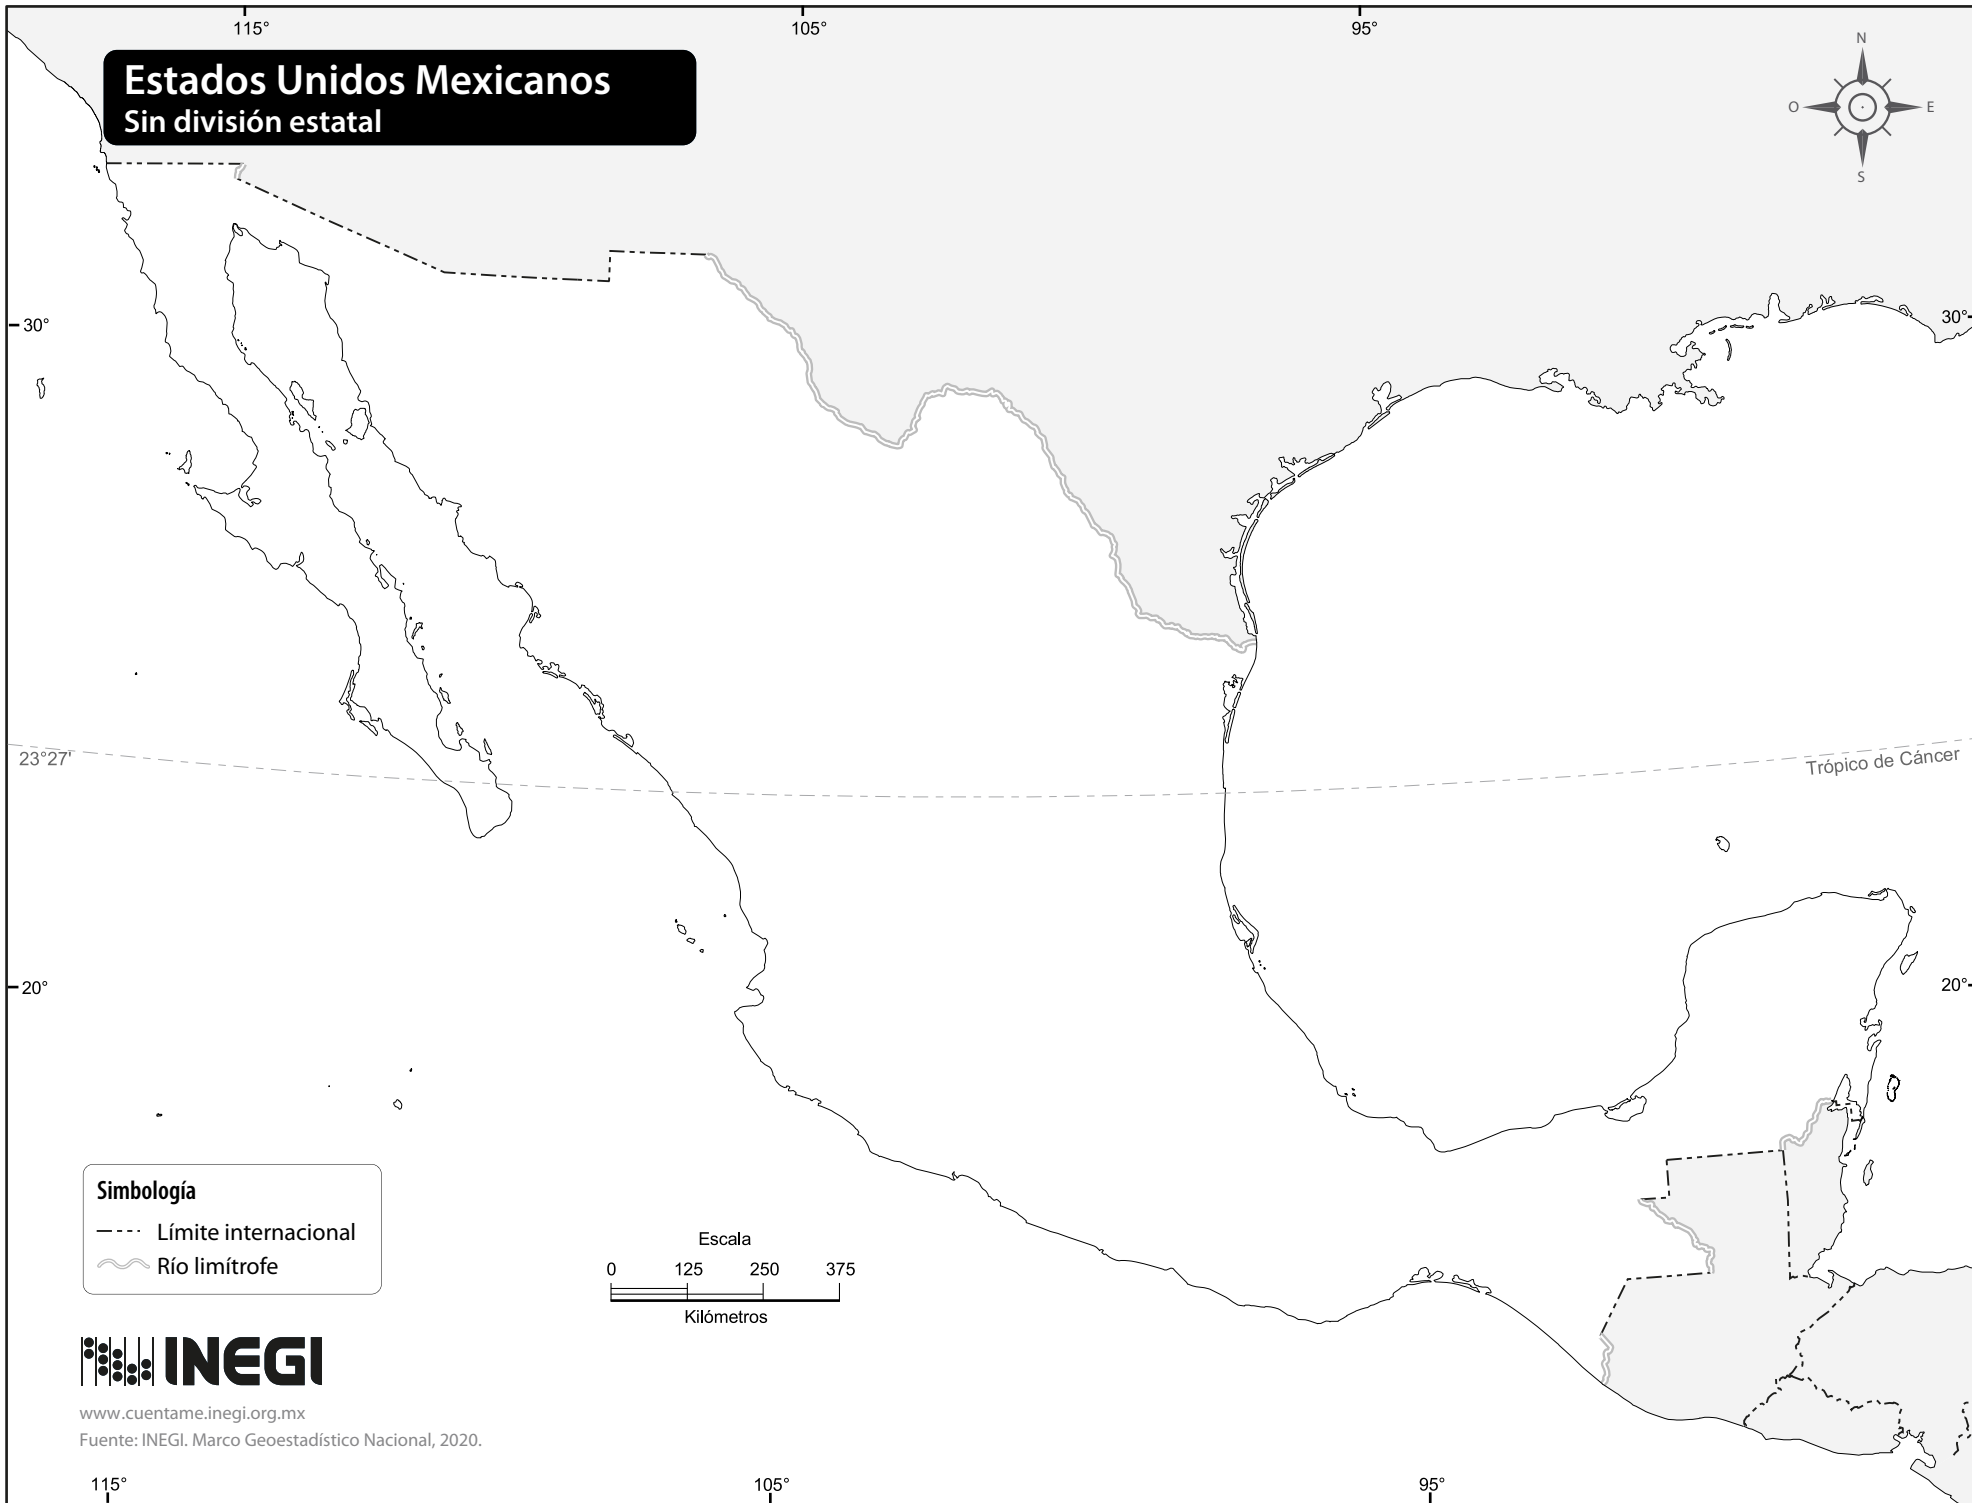 115°
105°
95°
Estados Unidos Mexicanos
Sin división estatal
N
O
E
S
30°
30°
23°27'
Trópico de Cáncer
20°
20°
Simbología
Límite internacional
Río limítrofe
Escala
0 125 250 375
Kilómetros
INEGI
www.cuentame.inegi.org.mx
Fuente: INEGI. Marco Geoestadístico Nacional, 2020.
115°
105°
95°